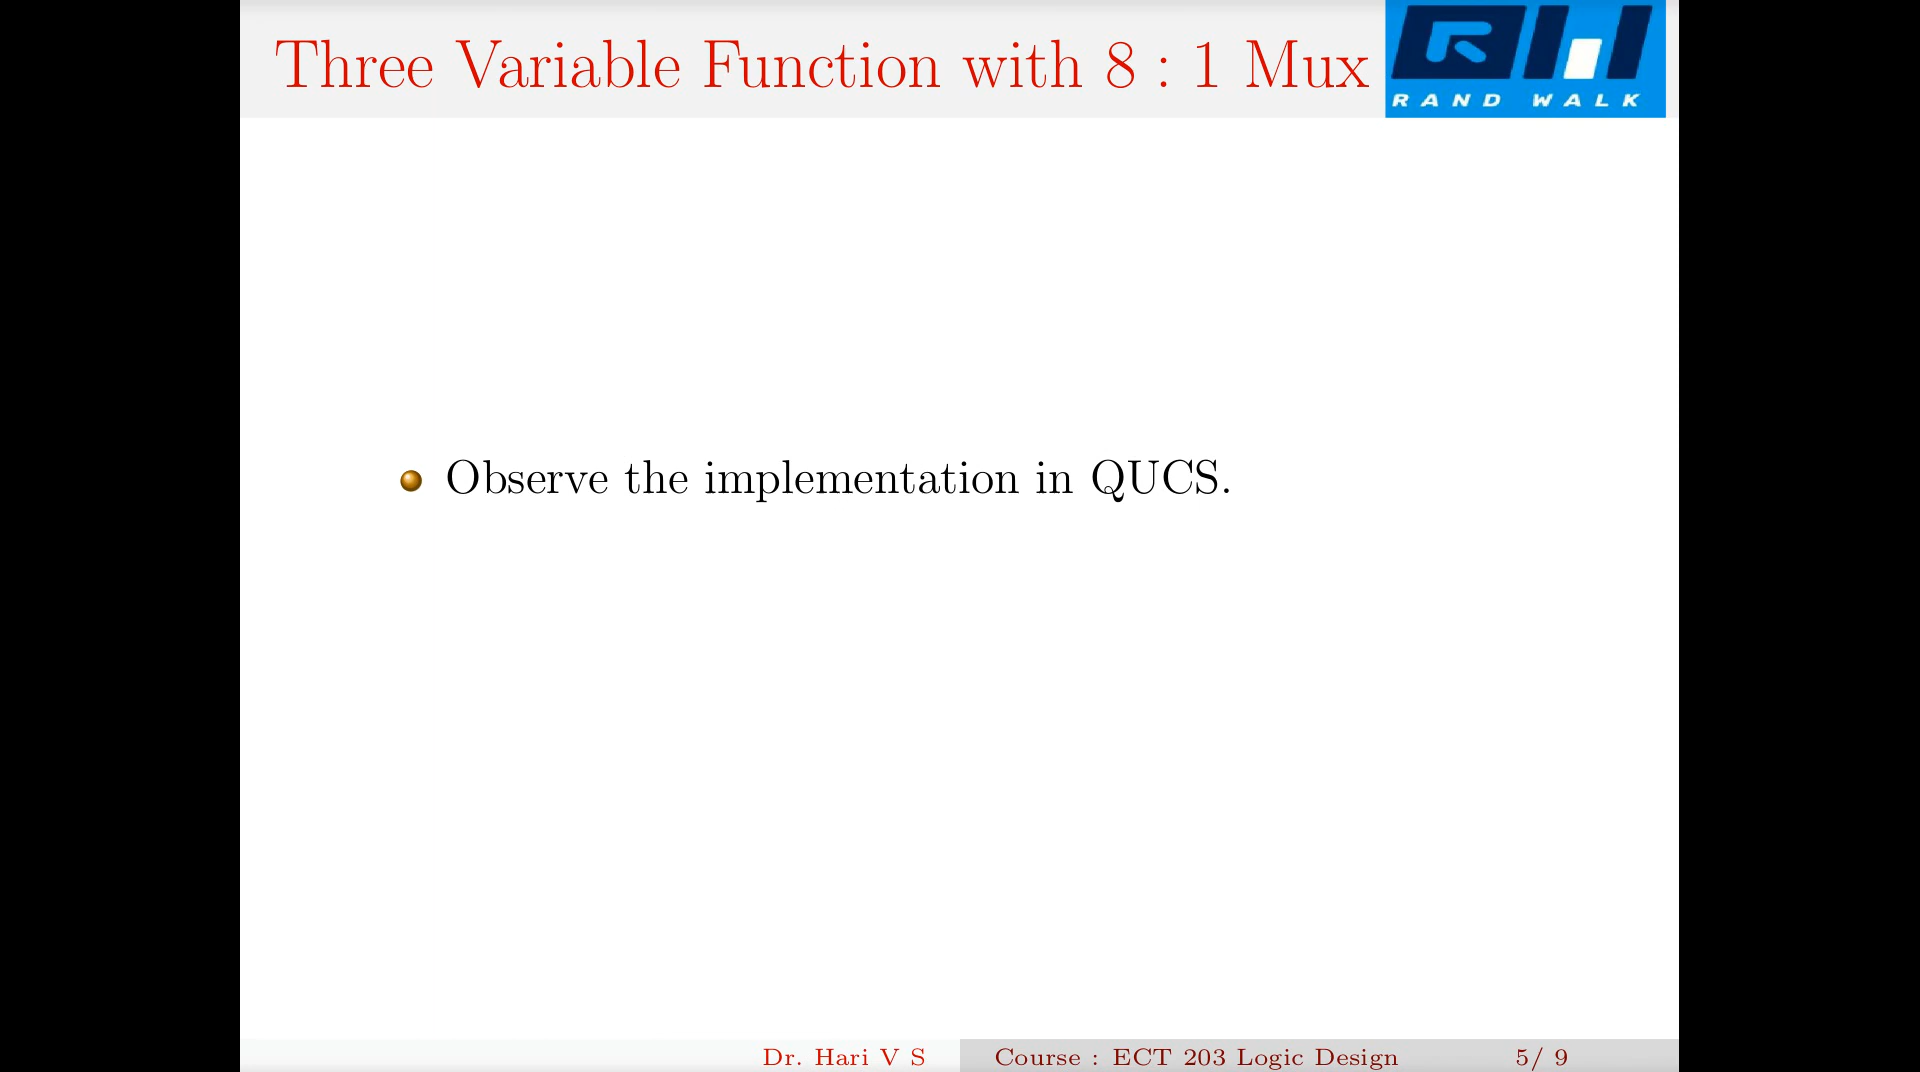 Three Variable Function with 8 : 1 Mux
RAND WALK
Observe the implementation in QUCS.
Dr. Hari V S
Course : ECT 203 Logic Design
5/ 9